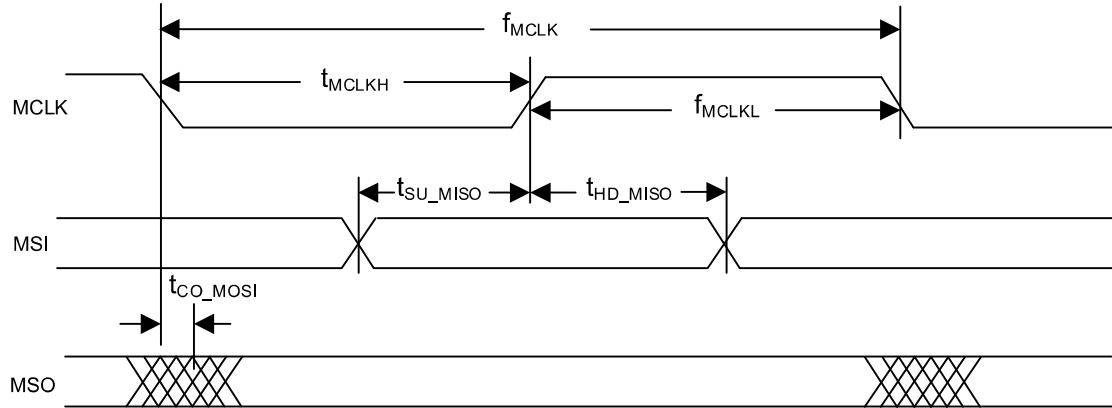 fMCLK
tMCLKH
MCLK
fMCLKL
tSU_MISO
tHD_MISO
MSI
tCO_MOSI
MSO